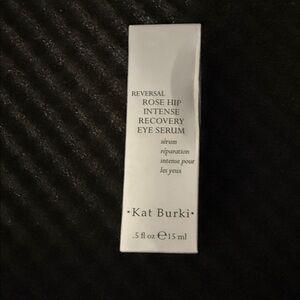 REVERSAL
ROSE HIP
INTENSE
RECOVERY
EYE SERUM
sérum
réparation
intense pour
les yeux
•Kat Burki•
.5 fl oz ℮ 15 ml